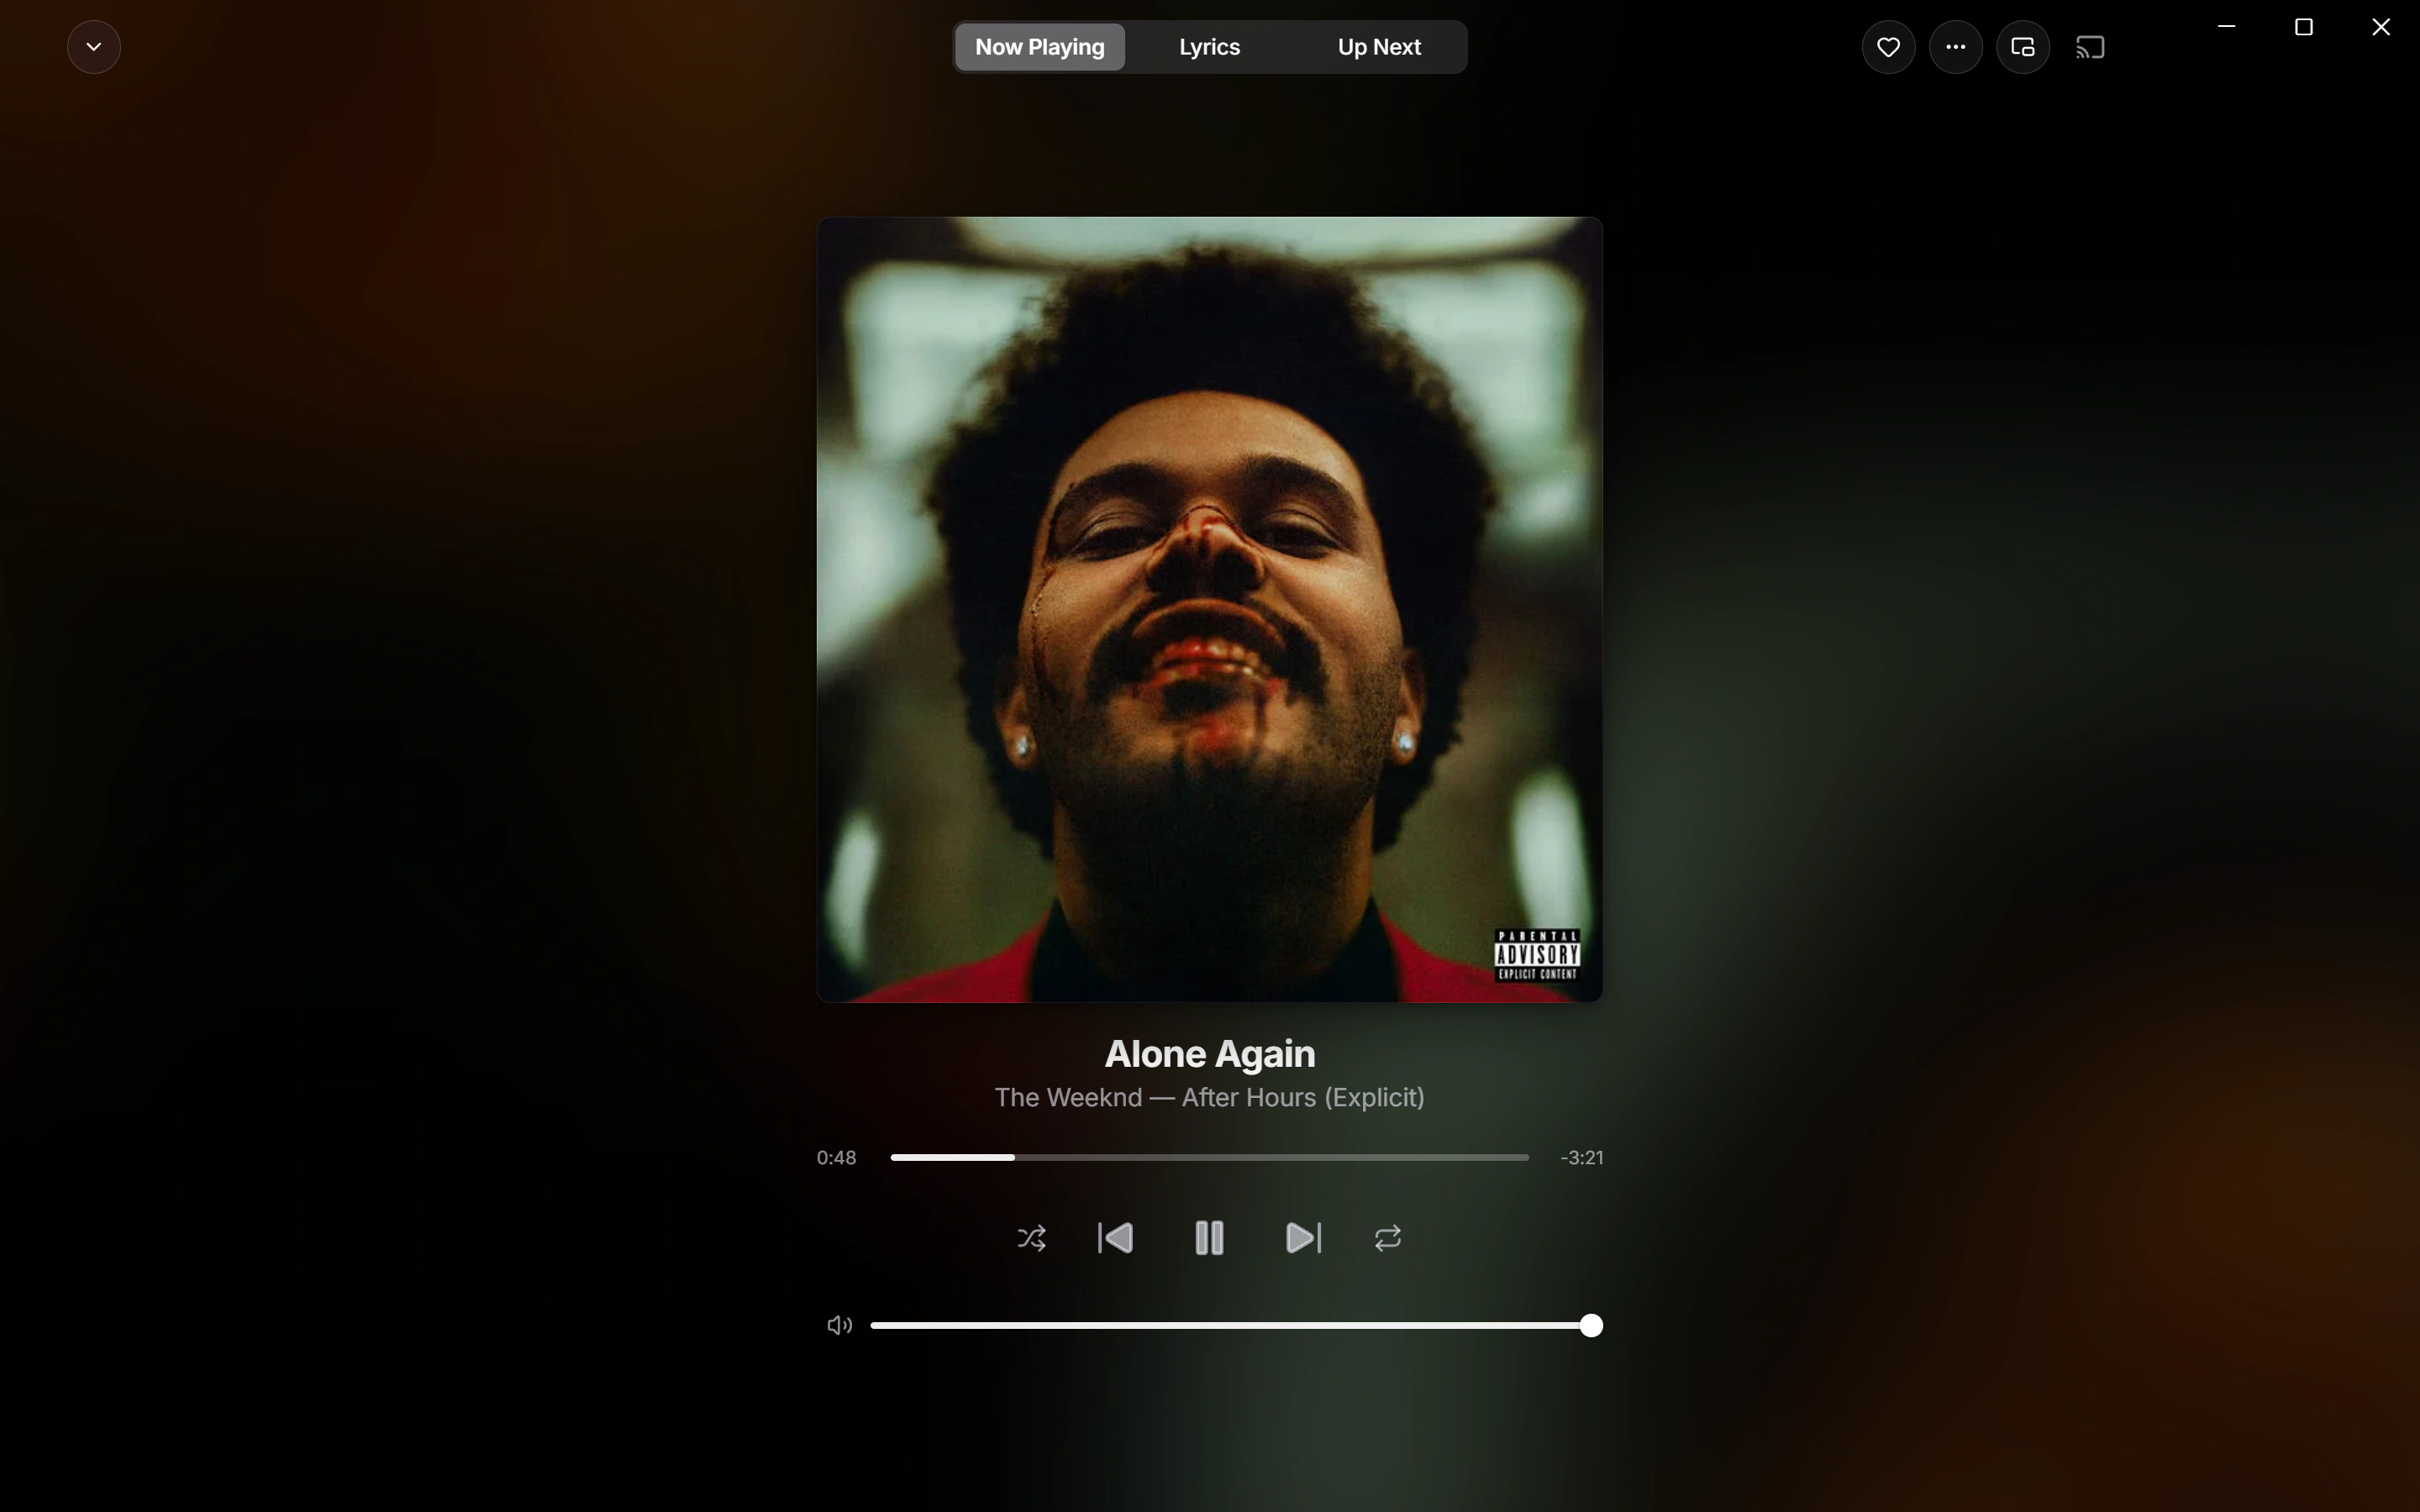 Now Playing
Lyrics
Up Next
PARENTAL
ADVISORY
EXPLICIT CONTENT
Alone Again
The Weeknd — After Hours (Explicit)
0:48
-3:21